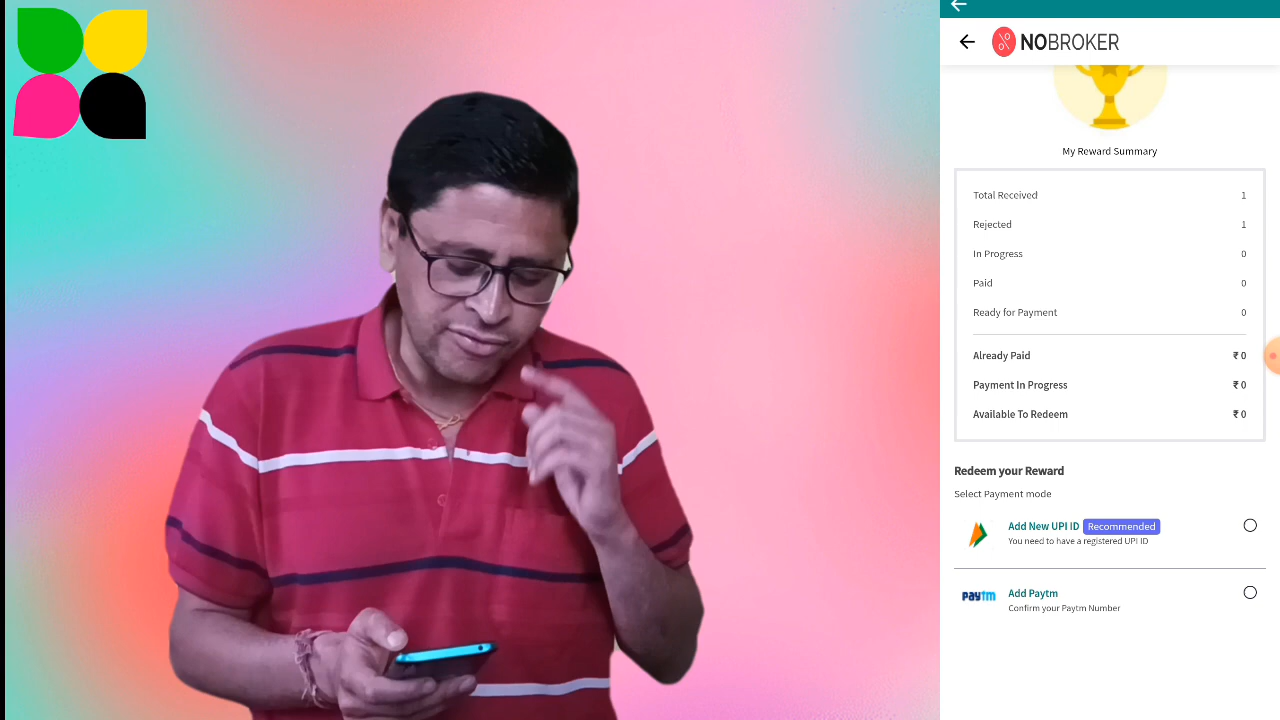 NOBROKER
My Reward Summary
Total Received 1
Rejected 1
In Progress 0
Paid 0
Ready for Payment 0
Already Paid ₹ 0
Payment In Progress ₹ 0
Available To Redeem ₹ 0
Redeem your Reward
Select Payment mode
Add New UPI ID Recommended
You need to have a registered UPI ID
paytm Add Paytm
Confirm your Paytm Number